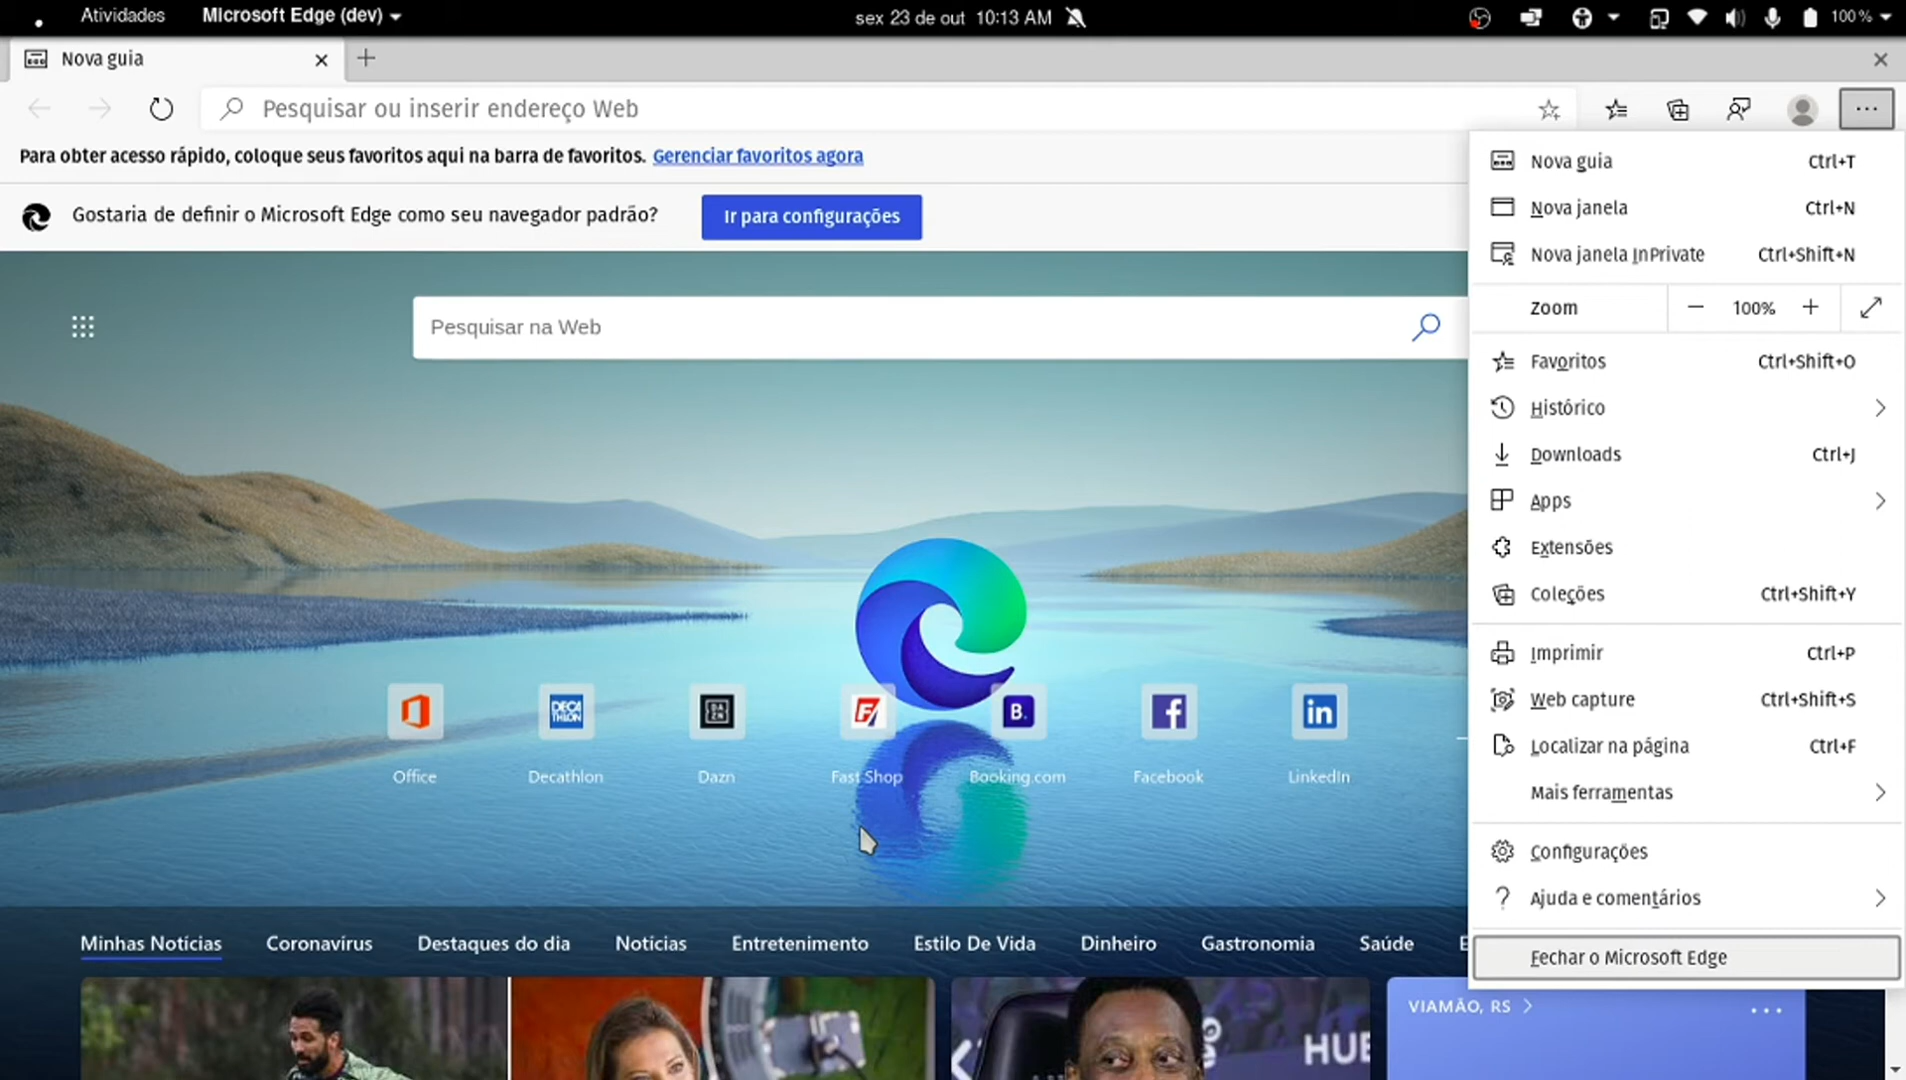 Atividades
Microsoft Edge (dev)
sex 23 de out 10:13 AM
100 %
Nova guia
Pesquisar ou inserir endereço Web
Para obter acesso rápido, coloque seus favoritos aqui na barra de favoritos. Gerenciar favoritos agora
Gostaria de definir o Microsoft Edge como seu navegador padrão?
Ir para configurações
Pesquisar na Web
Office
DECATHLON
Decathlon
DAZN
Dazn
Fast Shop
B.
Booking.com
Facebook
in
LinkedIn
Minhas Notícias
Coronavírus
Destaques do dia
Noticias
Entretenimento
Estilo De Vida
Dinheiro
Gastronomia
Saúde
E
HU
VIAMÃO, RS
Nova guia Ctrl+T
Nova janela Ctrl+N
Nova janela InPrivate Ctrl+Shift+N
Zoom 100%
Favoritos Ctrl+Shift+O
Histórico
Downloads Ctrl+J
Apps
Extensões
Coleções Ctrl+Shift+Y
Imprimir Ctrl+P
Web capture Ctrl+Shift+S
Localizar na página Ctrl+F
Mais ferramentas
Configurações
Ajuda e comentários
Fechar o Microsoft Edge